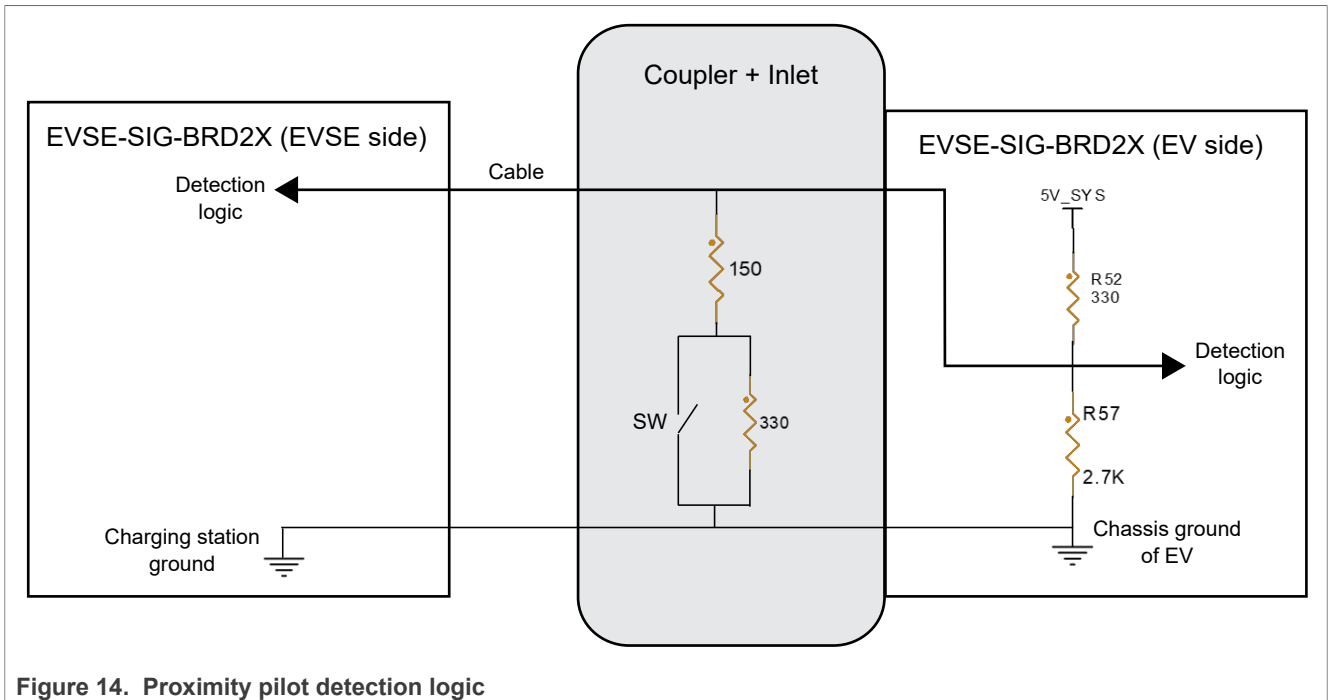 Coupler + Inlet
EVSE-SIG-BRD2X (EVSE side)
EVSE-SIG-BRD2X (EV side)
Detection
logic
Cable
5V_SYS
150
R52
330
Detection
logic
SW
330
R57
2.7K
Charging station
ground
Chassis ground
of EV
Figure 14. Proximity pilot detection logic